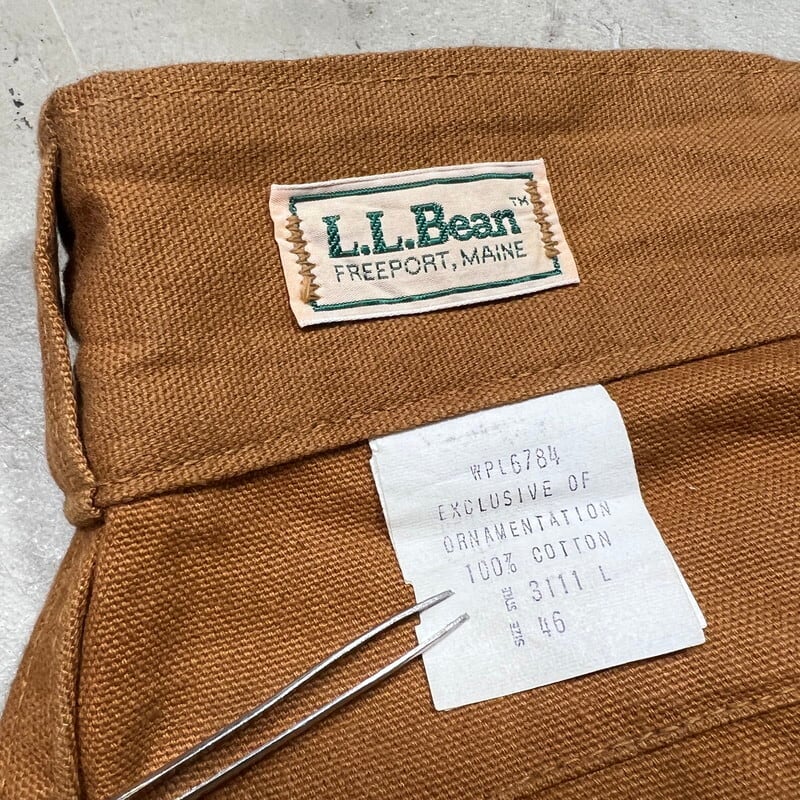 L.L.Bean™
FREEPORT, MAINE
WPL6784
EXCLUSIVE OF
ORNAMENTATION
100% COTTON
STYLE 3111 L
SIZE 46